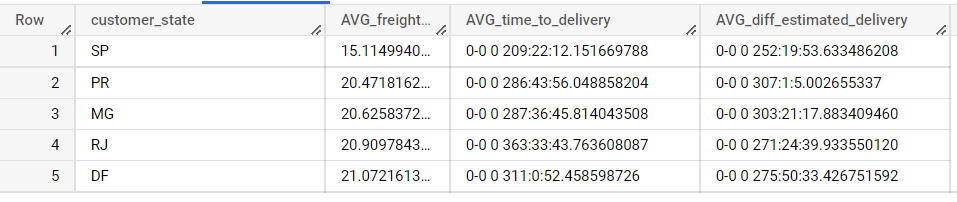 Row customer_state AVG_freight... AVG_time_to_delivery AVG_diff_estimated_delivery
1 SP 15.1149940... 0-0 0 209:22:12.151669788 0-0 0 252:19:53.633486208
2 PR 20.4718162... 0-0 0 286:43:56.048858204 0-0 0 307:1:5.002655337
3 MG 20.6258372... 0-0 0 287:36:45.814043508 0-0 0 303:21:17.883409460
4 RJ 20.9097843... 0-0 0 363:33:43.763608087 0-0 0 271:24:39.933550120
5 DF 21.0721613... 0-0 0 311:0:52.458598726 0-0 0 275:50:33.426751592